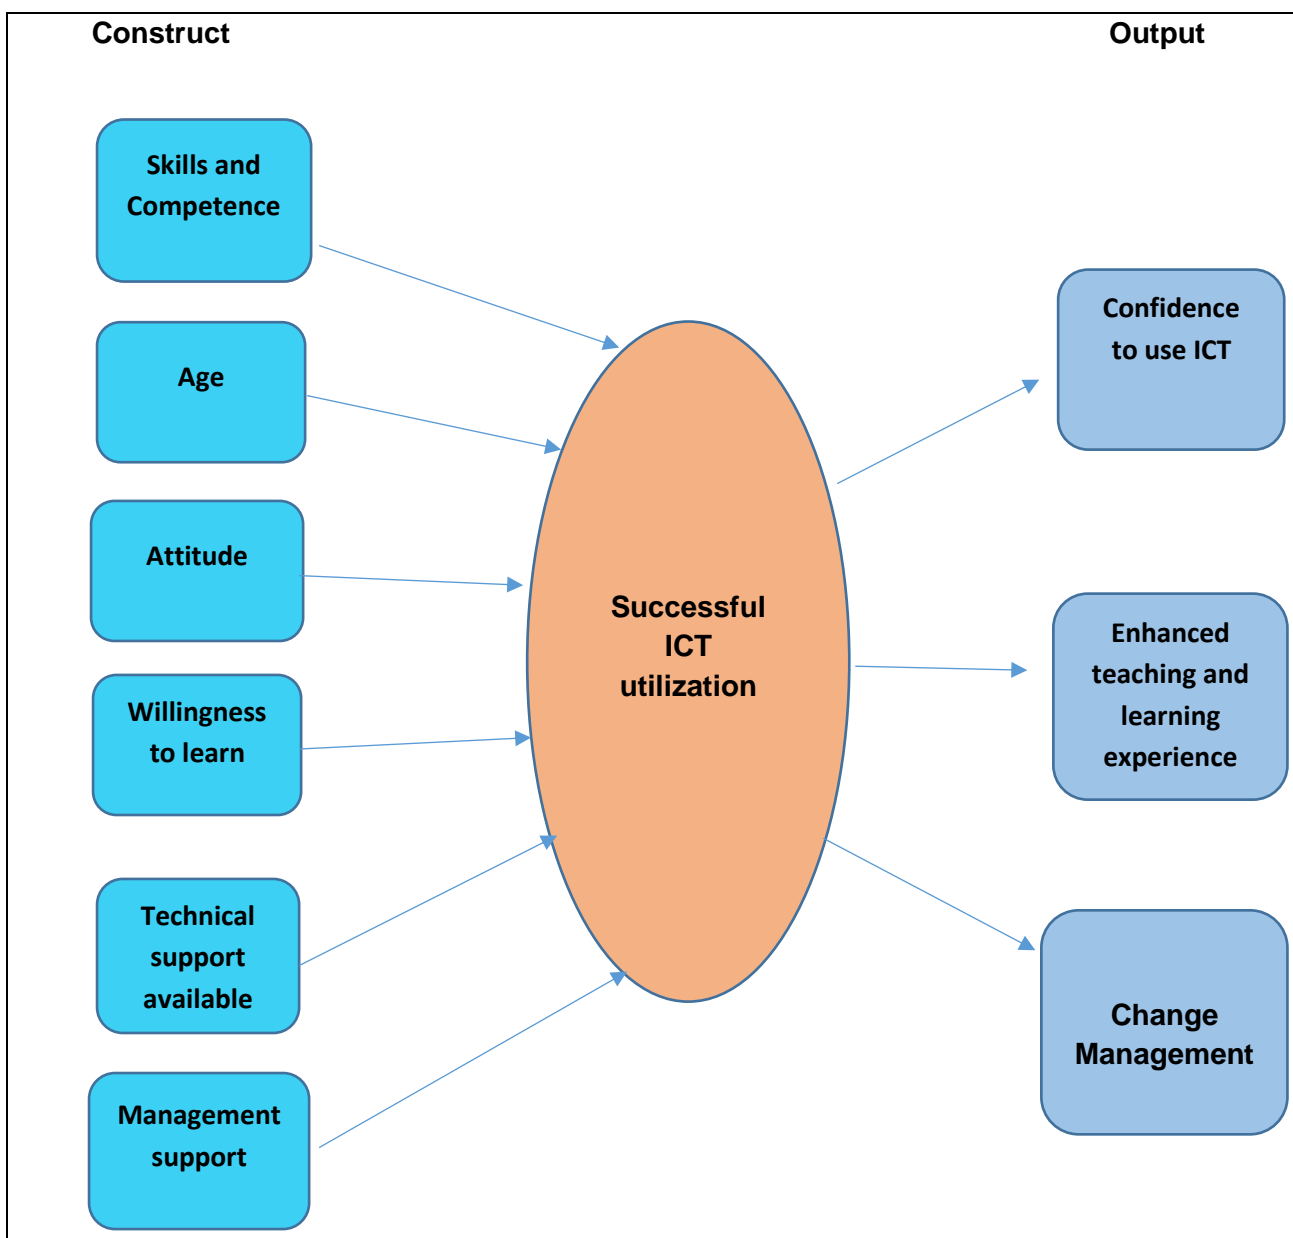 Construct
Output
Skills and
Competence
Age
Attitude
Willingness
to learn
Technical
support
available
Management
support
Successful
ICT
utilization
Confidence
to use ICT
Enhanced
teaching and
learning
experience
Change
Management